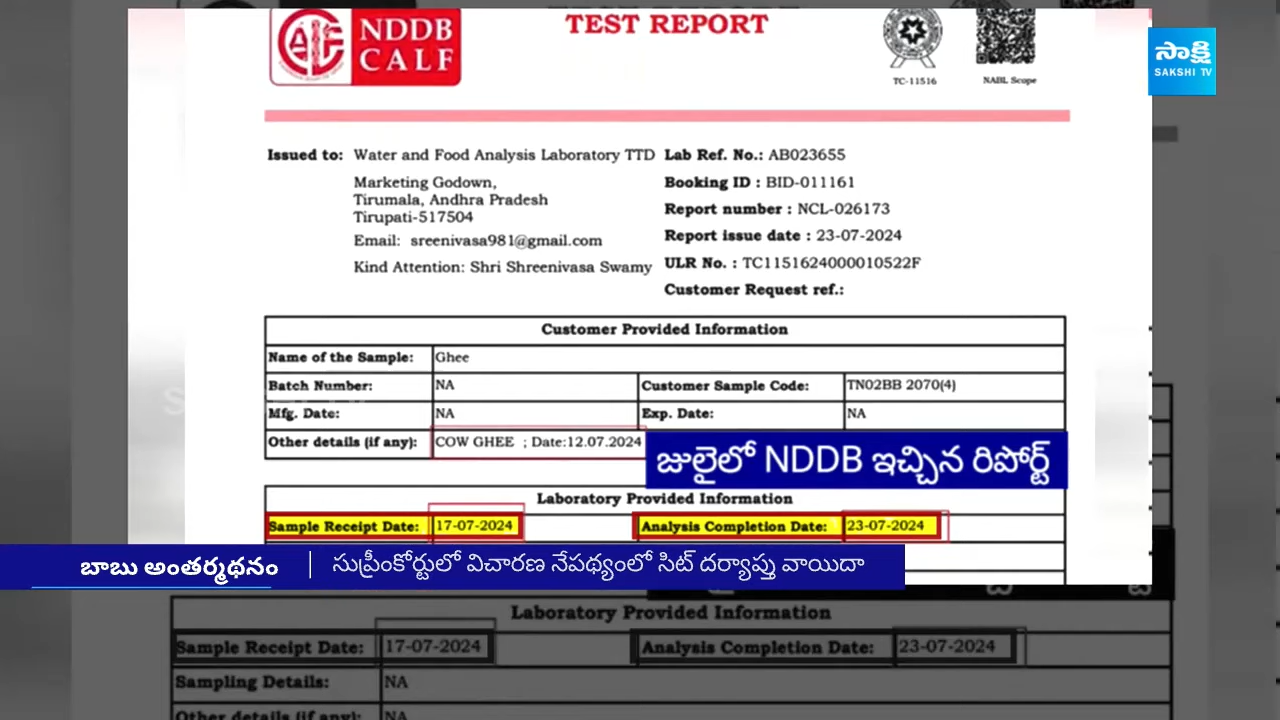 NDDB
CALF
TEST REPORT
TC-11516
NABL Scope
సాక్షి
SAKSHI TV
Issued to: Water and Food Analysis Laboratory TTD
Marketing Godown,
Tirumala, Andhra Pradesh
Tirupati-517504
Email: sreenivasa981@gmail.com
Kind Attention: Shri Shreenivasa Swamy
Lab Ref. No.: AB023655
Booking ID : BID-011161
Report number : NCL-026173
Report issue date : 23-07-2024
ULR No. : TC1151624000010522F
Customer Request ref.:
Customer Provided Information
Name of the Sample: Ghee
Batch Number: NA Customer Sample Code: TN02BB 2070(4)
Mfg. Date: NA Exp. Date: NA
Other details (if any): COW GHEE ; Date:12.07.2024
జులైలో NDDB ఇచ్చిన రిపోర్ట్
Laboratory Provided Information
Sample Receipt Date: 17-07-2024 Analysis Completion Date: 23-07-2024
బాబు అంతర్మథనం సుప్రీంకోర్టులో విచారణ నేపథ్యంలో సిట్ దర్యాప్తు వాయిదా
Laboratory Provided Information
Sample Receipt Date: 17-07-2024 Analysis Completion Date: 23-07-2024
Sampling Details: NA
Other details (if any): NA